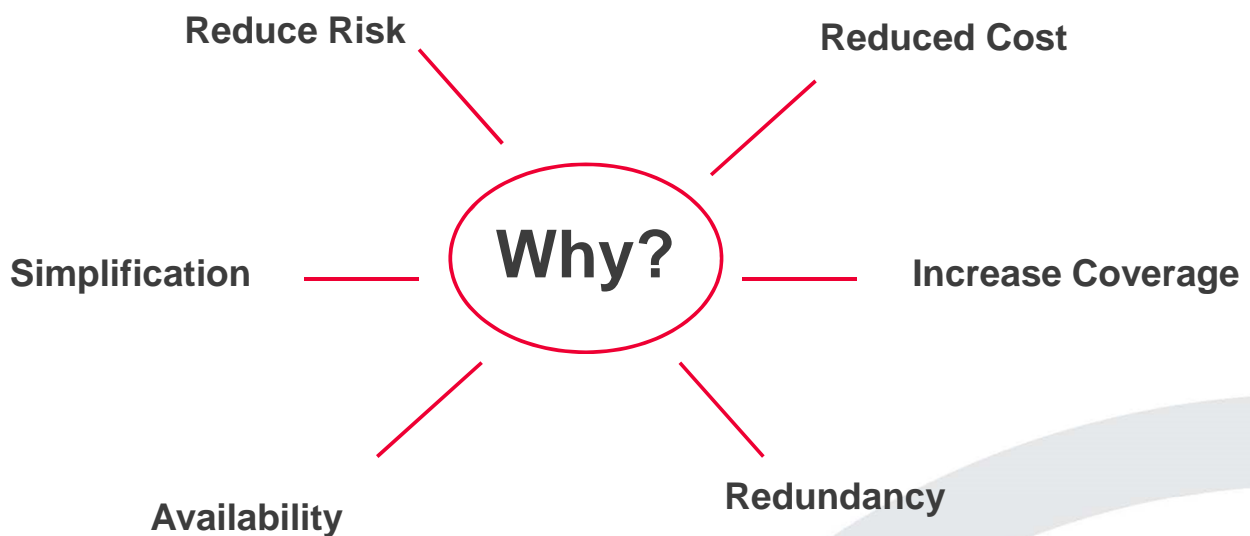 Reduce Risk
Reduced Cost
Why?
Simplification
Increase Coverage
Availability
Redundancy